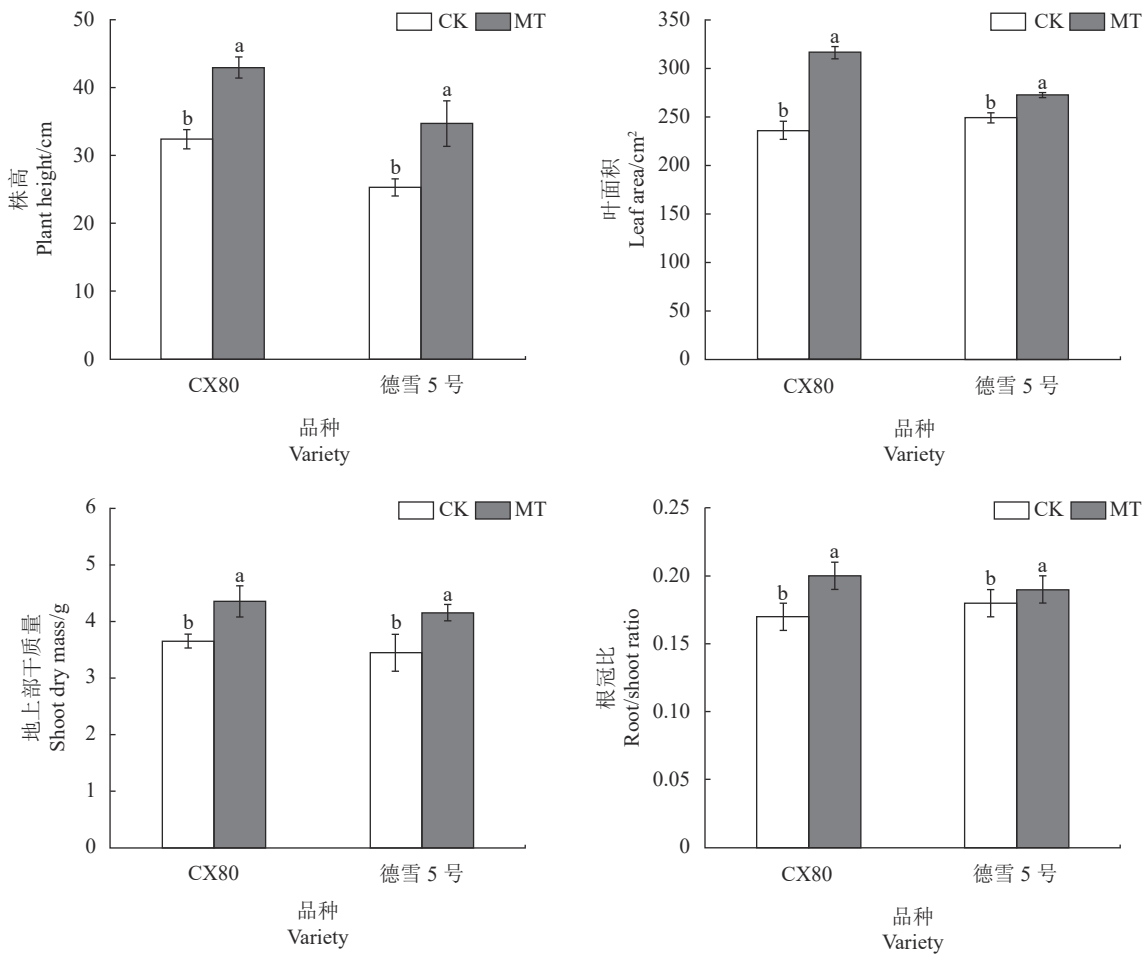 株高
Plant height/cm
50
40
30
20
10
0
CK MT
b
a
b
a
CX80 德雪 5 号
品种
Variety
叶面积
Leaf area/cm²
350
300
250
200
150
100
50
0
CK MT
b
a
b
a
CX80 德雪 5 号
品种
Variety
地上部干质量
Shoot dry mass/g
6
5
4
3
2
1
0
CK MT
b
a
b
a
CX80 德雪 5 号
品种
Variety
根冠比
Root/shoot ratio
0.25
0.20
0.15
0.10
0.05
0
CK MT
b
a
b
a
CX80 德雪 5 号
品种
Variety